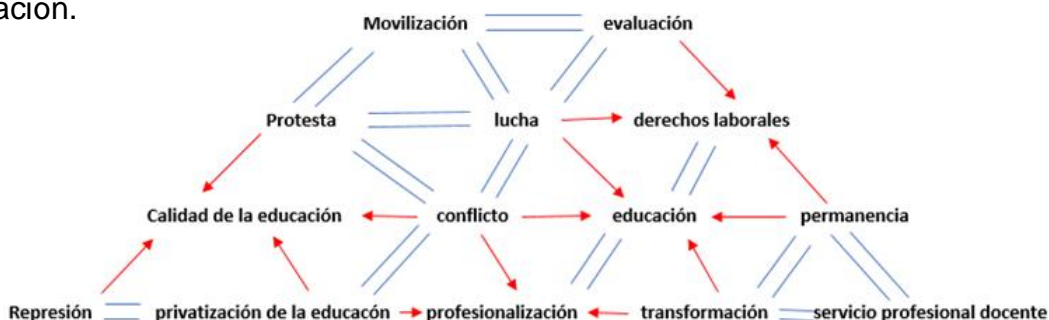 ación.
Movilización evaluación
Protesta lucha derechos laborales
Calidad de la educación conflicto educación permanencia
Represión privatización de la educacón profesionalización transformación servicio profesional docente